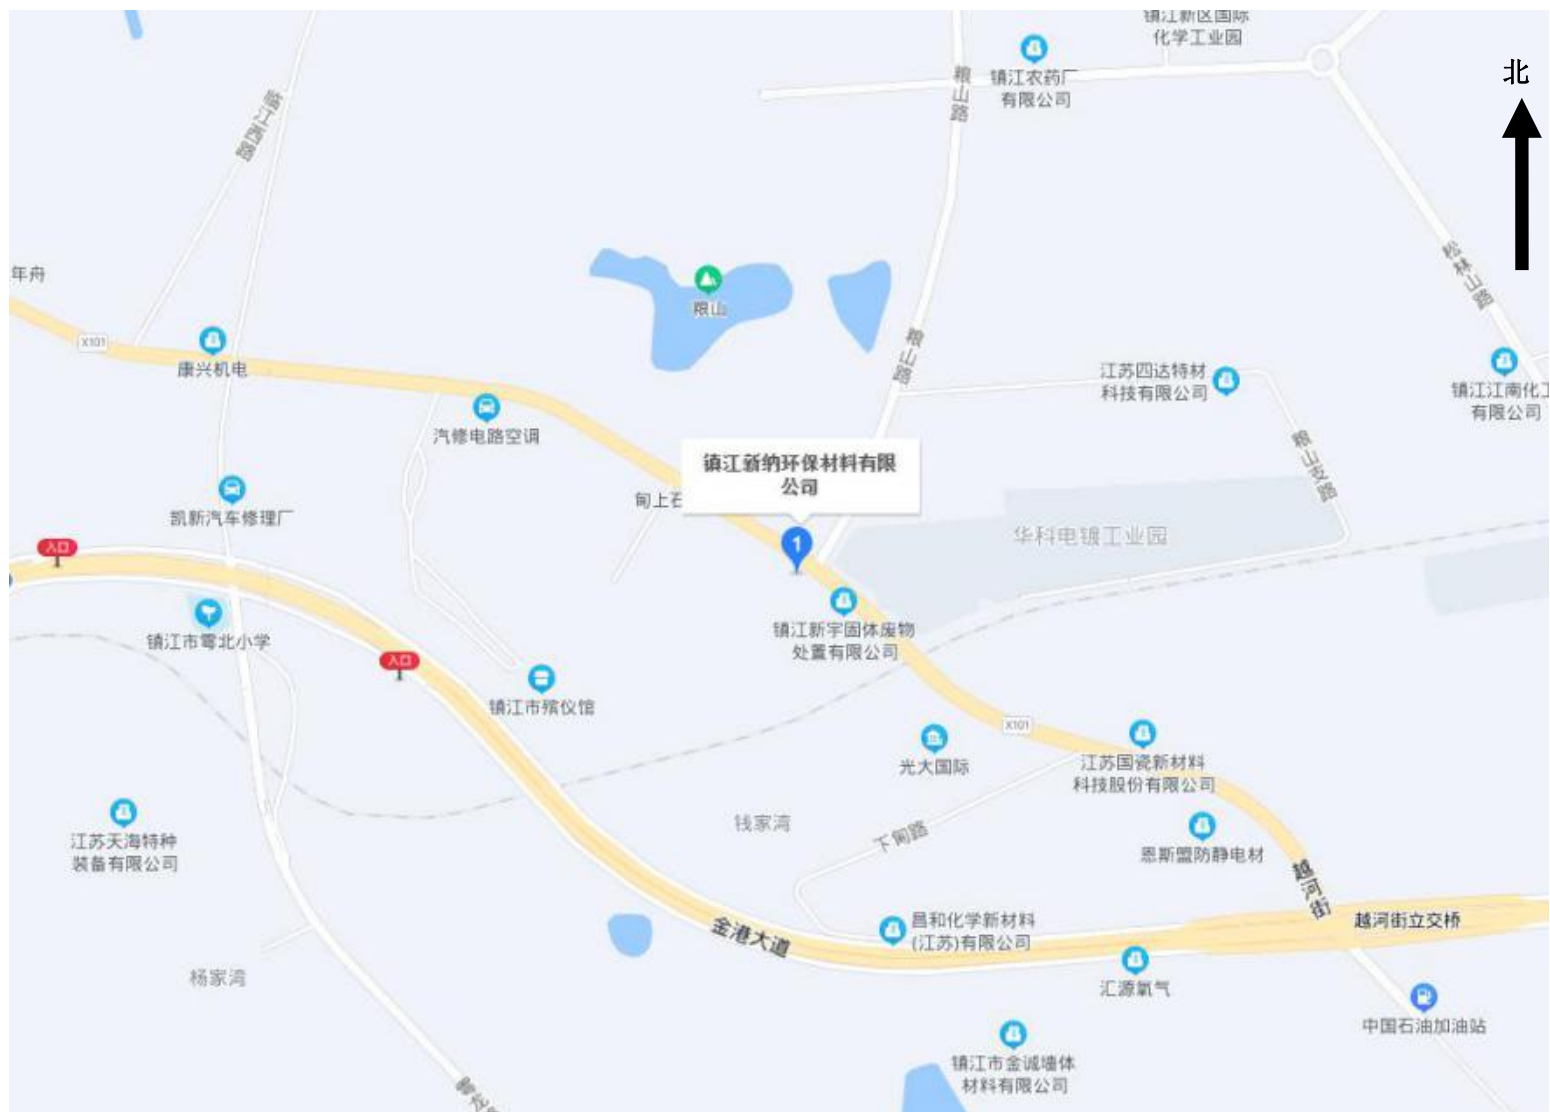 镇江新区国际
化学工业园
北
粮山路
镇江农药厂
有限公司
临江西路
松林山路
年舟
粮山
X101
康兴机电
粮山路
江苏四达特材
科技有限公司
镇江江南化工
有限公司
汽修电路空调
粮山支路
镇江新纳环保材料有限
公司
甸上石
凯新汽车修理厂
华科电镀工业园
入口
1
镇江市雩北小学
镇江新宇固体废物
处置有限公司
入口
镇江市殡仪馆
X101
光大国际
江苏国瓷新材料
科技股份有限公司
钱家湾
下甸路
江苏天海特种
装备有限公司
恩斯盟防静电材
越河街
金港大道
昌和化学新材料
(江苏)有限公司
越河街立交桥
杨家湾
汇源氧气
中国石油加油站
镇江市金诚墙体
材料有限公司